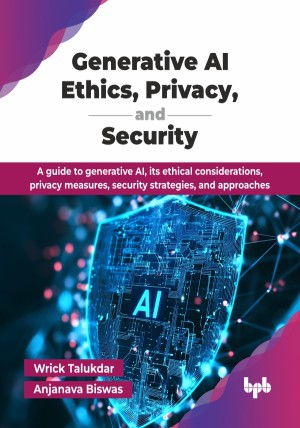 Generative AI
Ethics, Privacy,
and
Security
A guide to generative AI, its ethical considerations,
privacy measures, security strategies, and approaches
AI
Wrick Talukdar
Anjanava Biswas
bpb